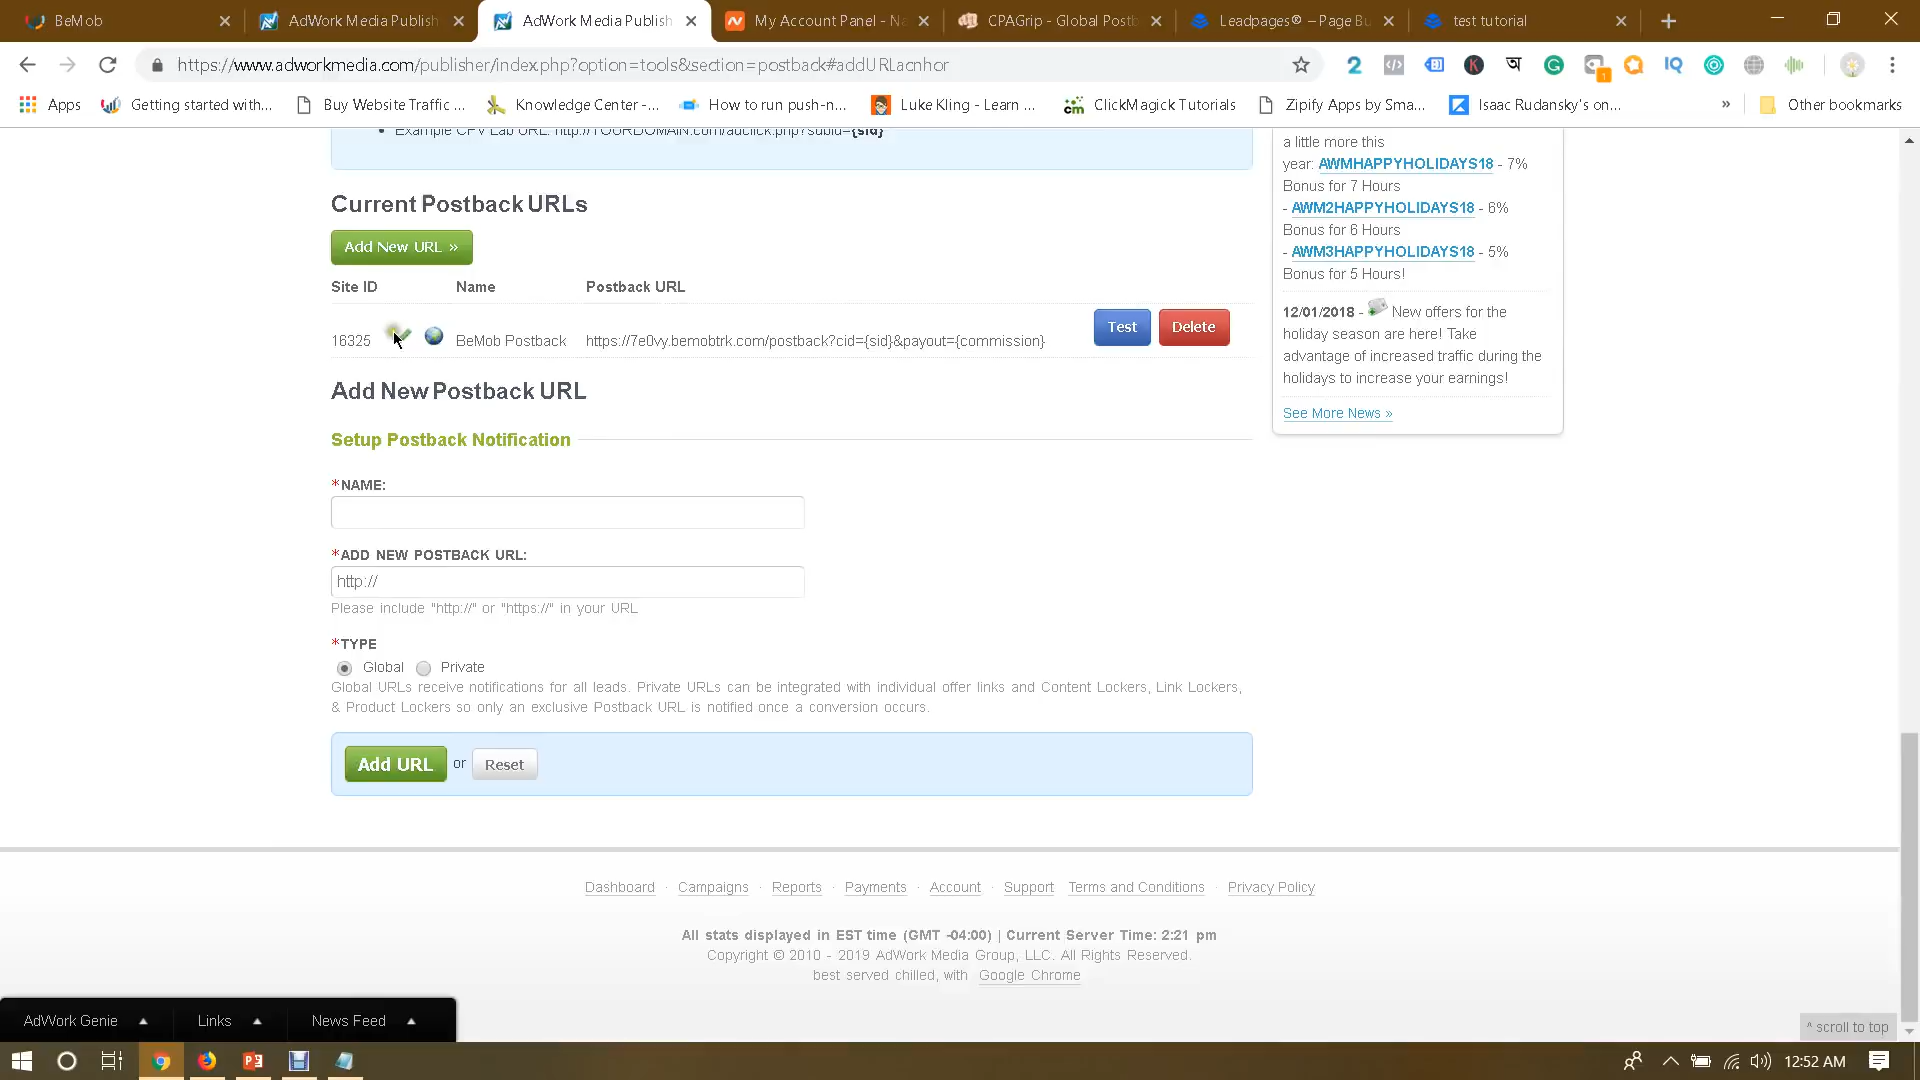 BeMob
AdWork Media Publish
AdWork Media Publish
My Account Panel - Na
CPAGrip - Global Postb
Leadpages® – Page Bu
test tutorial
https://www.adworkmedia.com/publisher/index.php?option=tools&section=postback#addURLacnhor
Apps
Getting started with...
Buy Website Traffic ...
Knowledge Center -...
How to run push-n...
Luke Kling - Learn ...
ClickMagick Tutorials
Zipify Apps by Sma...
Isaac Rudansky's on...
»
Other bookmarks
Example CPV Lab URL: http://YOURDOMAIN.com/adclick.php?subid={sid}
Current Postback URLs
Add New URL »
Site ID Name Postback URL
16325 BeMob Postback https://7e0vy.bemobtrk.com/postback?cid={sid}&payout={commission} Test Delete
Add New Postback URL
Setup Postback Notification
*NAME:
*ADD NEW POSTBACK URL:
http://
Please include "http://" or "https://" in your URL
*TYPE
Global Private
Global URLs receive notifications for all leads. Private URLs can be integrated with individual offer links and Content Lockers, Link Lockers,
& Product Lockers so only an exclusive Postback URL is notified once a conversion occurs.
Add URL or Reset
a little more this
year: AWMHAPPYHOLIDAYS18 - 7%
Bonus for 7 Hours
- AWM2HAPPYHOLIDAYS18 - 6%
Bonus for 6 Hours
- AWM3HAPPYHOLIDAYS18 - 5%
Bonus for 5 Hours!
12/01/2018 - New offers for the
holiday season are here! Take
advantage of increased traffic during the
holidays to increase your earnings!
See More News »
Dashboard · Campaigns · Reports · Payments · Account · Support Terms and Conditions · Privacy Policy
All stats displayed in EST time (GMT -04:00) | Current Server Time: 2:21 pm
Copyright © 2010 - 2019 AdWork Media Group, LLC. All Rights Reserved.
best served chilled, with Google Chrome
AdWork Genie
Links
News Feed
^ scroll to top
12:52 AM